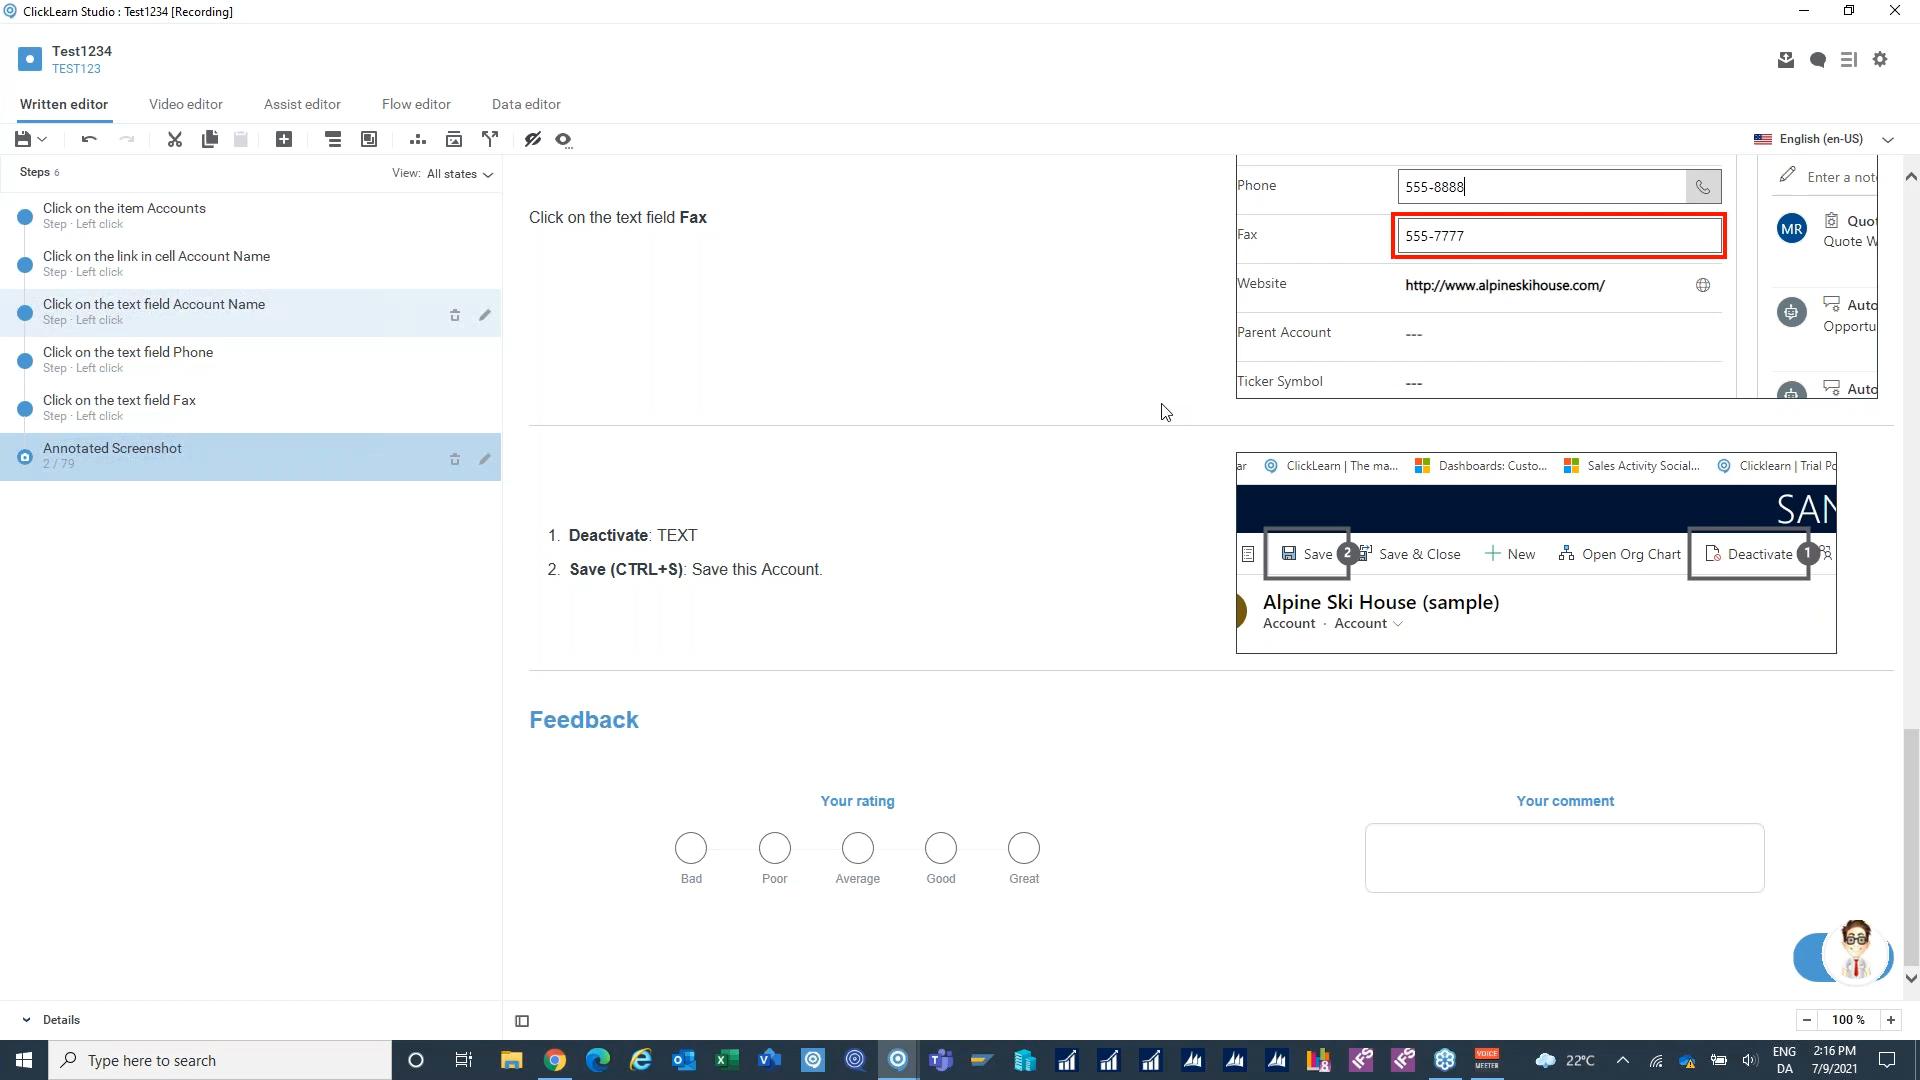 ClickLearn Studio : Test1234 [Recording]
Test1234
TEST123
Written editor
Video editor
Assist editor
Flow editor
Data editor
English (en-US)
Steps 6
View: All states
Click on the item Accounts
Step · Left click
Click on the link in cell Account Name
Step · Left click
Click on the text field Account Name
Step · Left click
Click on the text field Phone
Step · Left click
Click on the text field Fax
Step · Left click
Annotated Screenshot
2 / 79
Click on the text field Fax
Phone
555-8888
Fax
555-7777
Website
http://www.alpineskihouse.com/
Parent Account
---
Ticker Symbol
---
Enter a not
MR
Quo
Quote W
Auto
Opportu
Auto
1. Deactivate: TEXT
2. Save (CTRL+S): Save this Account.
ar
ClickLearn | The ma...
Dashboards: Custo...
Sales Activity Social...
Clicklearn | Trial Po
SAN
Save
2
Save & Close
New
Open Org Chart
Deactivate
1
Alpine Ski House (sample)
Account · Account
Feedback
Your rating
Your comment
Bad
Poor
Average
Good
Great
Details
100 %
Type here to search
VOICE
MEETER
22°C
ENG
DA
2:16 PM
7/9/2021